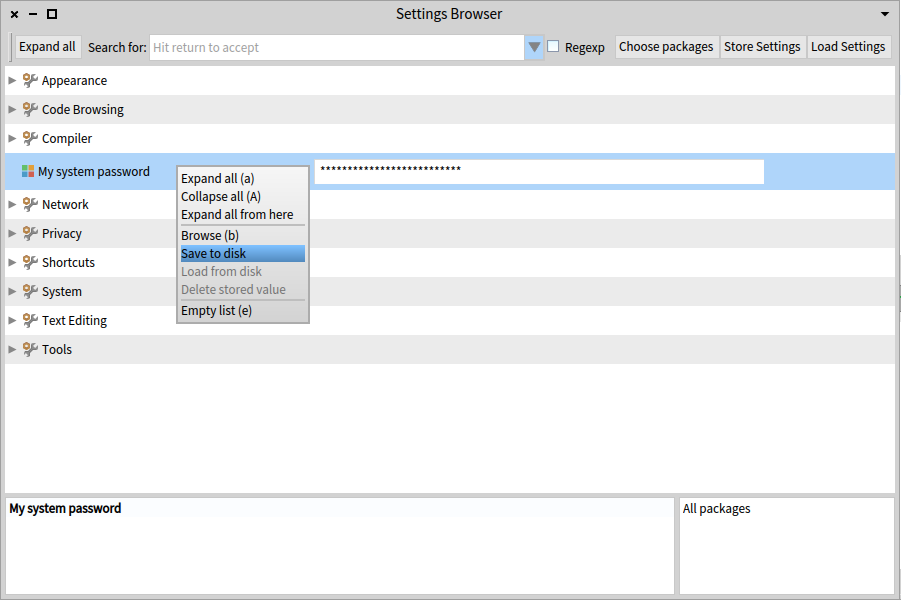 Settings Browser
Expand all Search for: Hit return to accept Regexp Choose packages Store Settings Load Settings
Appearance
Code Browsing
Compiler
My system password **************************
Expand all (a)
Collapse all (A)
Expand all from here
Browse (b)
Save to disk
Load from disk
Delete stored value
Empty list (e)
Network
Privacy
Shortcuts
System
Text Editing
Tools
My system password
All packages